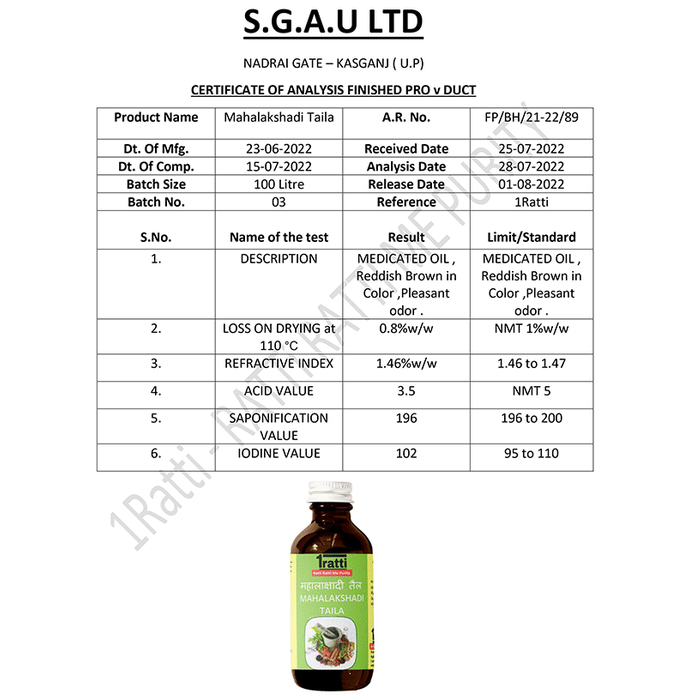 S.G.A.U LTD
NADRAI GATE – KASGANJ ( U.P)
CERTIFICATE OF ANALYSIS FINISHED PRO v DUCT
Product Name Mahalakshadi Taila A.R. No. FP/BH/21-22/89
Dt. Of Mfg. 23-06-2022 Received Date 25-07-2022
Dt. Of Comp. 15-07-2022 Analysis Date 28-07-2022
Batch Size 100 Litre Release Date 01-08-2022
Batch No. 03 Reference 1Ratti
S.No. Name of the test Result Limit/Standard
1. DESCRIPTION MEDICATED OIL , MEDICATED OIL ,
Reddish Brown in Reddish Brown in
Color ,Pleasant Color ,Pleasant
odor . odor .
2. LOSS ON DRYING at 0.8%w/w NMT 1%w/w
110 °C
3. REFRACTIVE INDEX 1.46%w/w 1.46 to 1.47
4. ACID VALUE 3.5 NMT 5
5. SAPONIFICATION 196 196 to 200
VALUE
6. IODINE VALUE 102 95 to 110
1Ratti - RATTI RATTI ME PURITY
1ratti
Ratti Ratti Me Purity
महालाक्षादी तैल
MAHALAKSHADI
TAILA